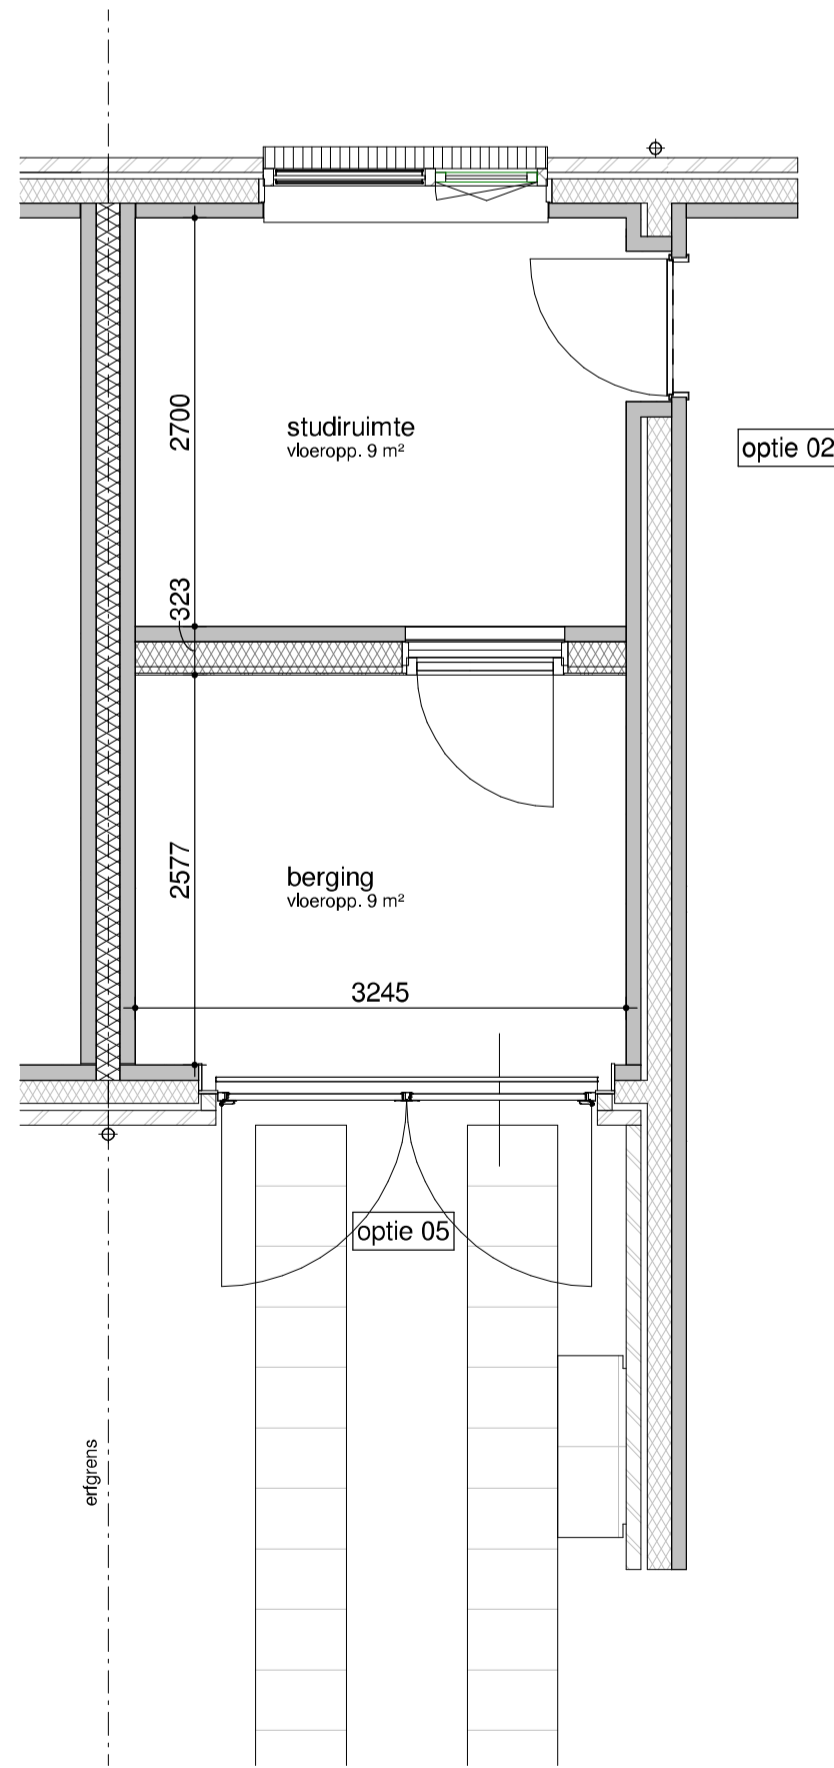 2700
studiruimte
vloeropp. 9 m²
optie 02
323
2577
berging
vloeropp. 9 m²
3245
optie 05
erfgrens